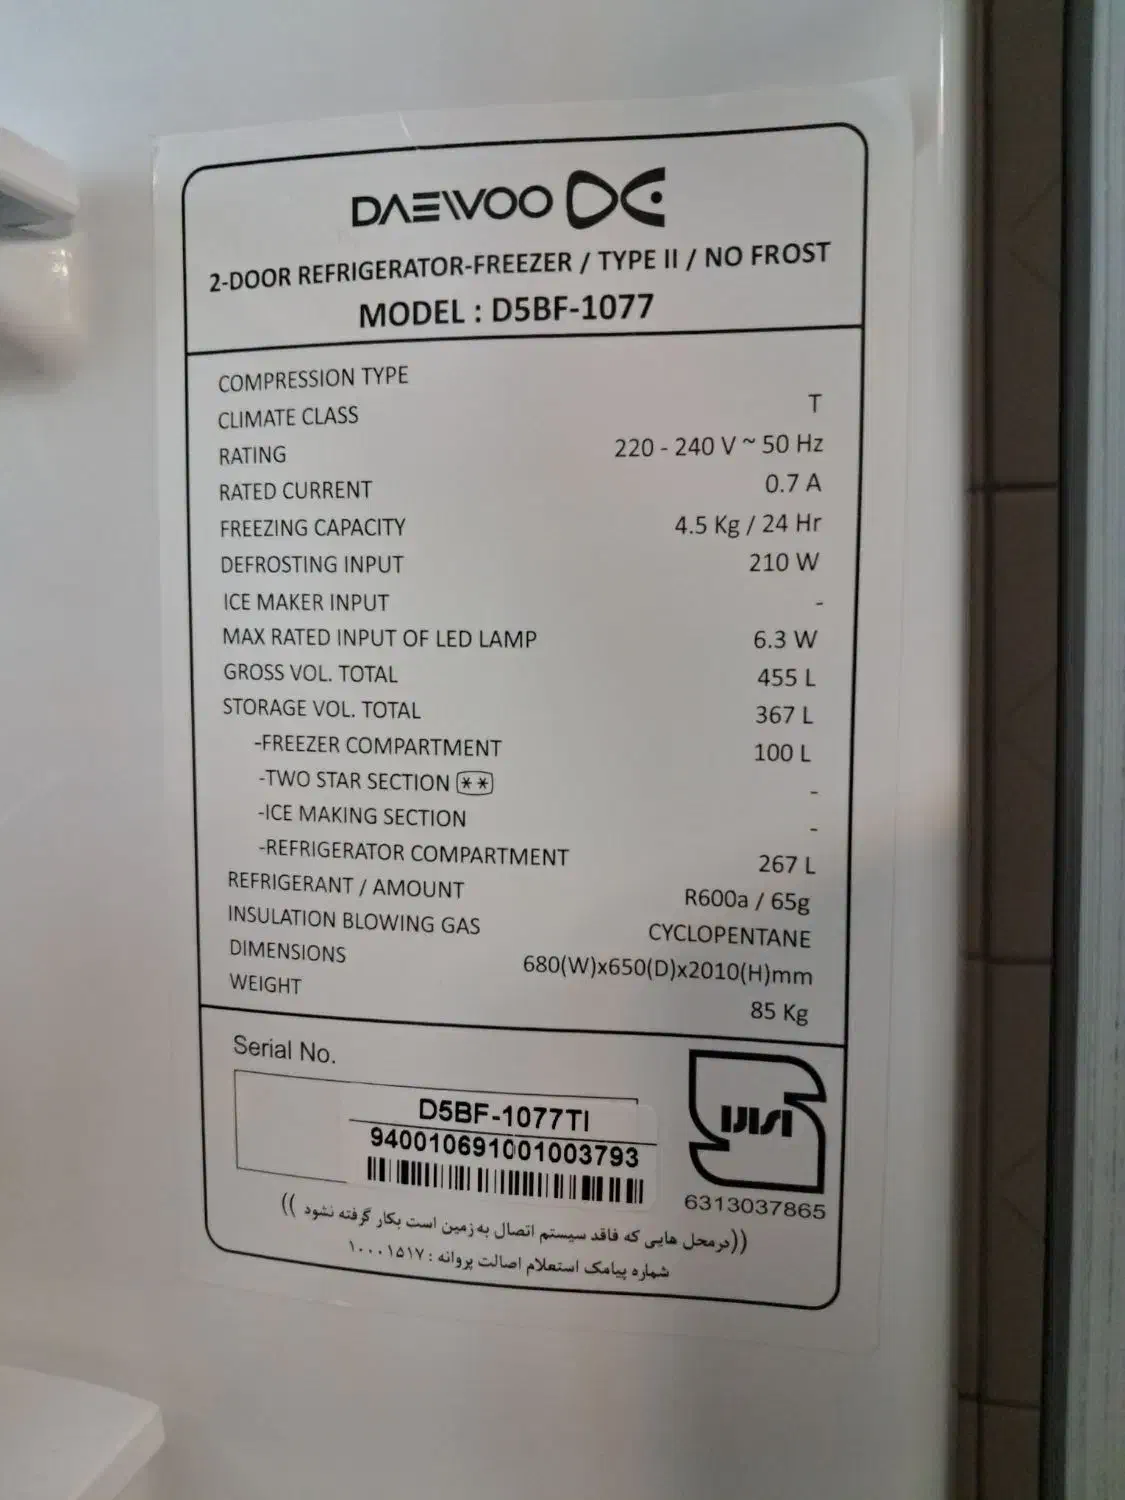 DAEWOO DE
2-DOOR REFRIGERATOR-FREEZER / TYPE II / NO FROST
MODEL : D5BF-1077
COMPRESSION TYPE
CLIMATE CLASS T
RATING 220 - 240 V ~ 50 Hz
RATED CURRENT 0.7 A
FREEZING CAPACITY 4.5 Kg / 24 Hr
DEFROSTING INPUT 210 W
ICE MAKER INPUT -
MAX RATED INPUT OF LED LAMP 6.3 W
GROSS VOL. TOTAL 455 L
STORAGE VOL. TOTAL 367 L
-FREEZER COMPARTMENT 100 L
-TWO STAR SECTION ** -
-ICE MAKING SECTION -
-REFRIGERATOR COMPARTMENT 267 L
REFRIGERANT / AMOUNT R600a / 65g
INSULATION BLOWING GAS CYCLOPENTANE
DIMENSIONS 680(W)x650(D)x2010(H)mm
WEIGHT 85 Kg
Serial No.
D5BF-1077TI
940010691001003793
6313037865
((درمحل هایی که فاقد سیستم اتصال به زمین است بکار گرفته نشود ))
شماره پیامک استعلام اصالت پروانه : ۱۰۰۰۱۵۱۷